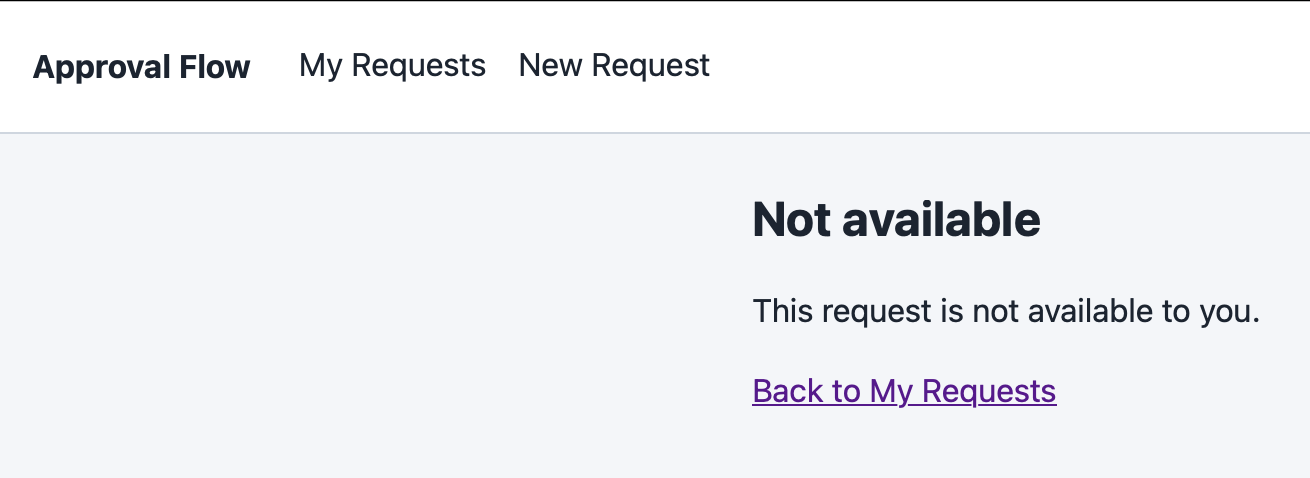 Approval Flow My Requests New Request
Not available
This request is not available to you.
Back to My Requests